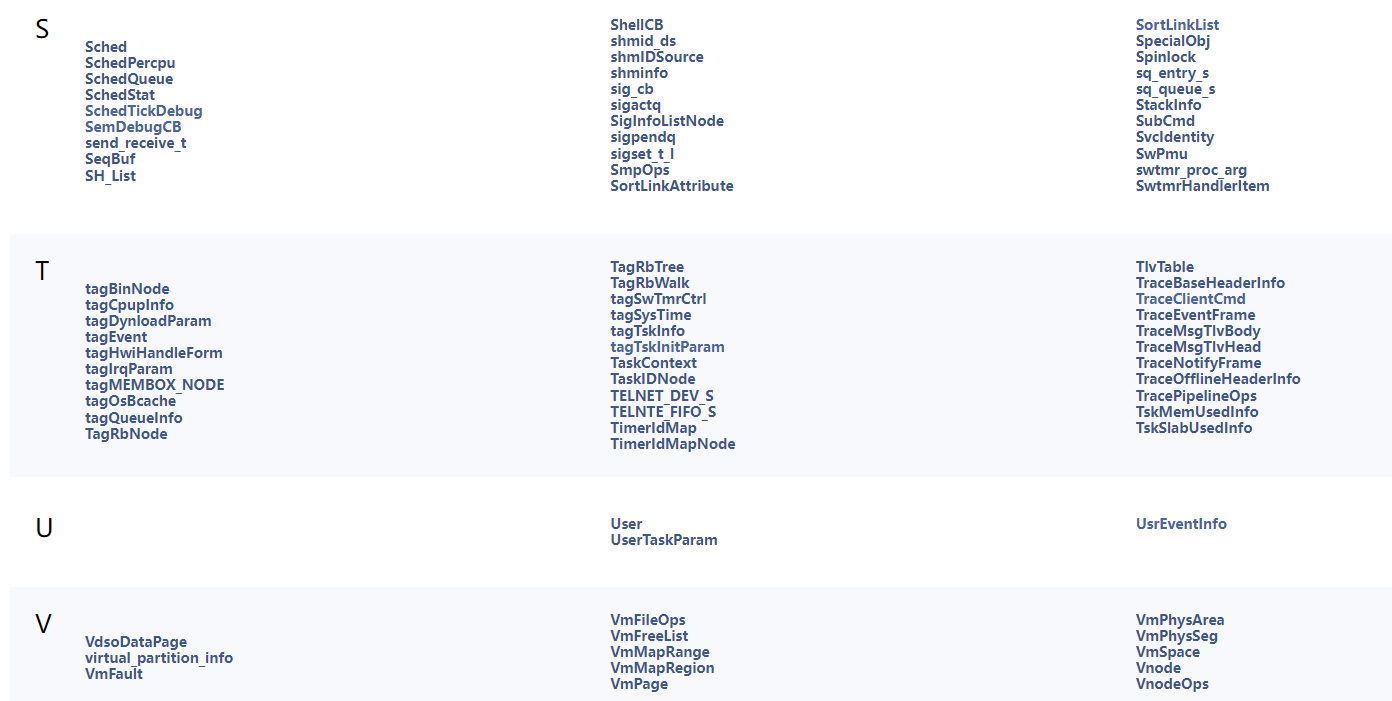 S
Sched
SchedPercpu
SchedQueue
SchedStat
SchedTickDebug
SemDebugCB
send_receive_t
SeqBuf
SH_List
ShellCB
shmid_ds
shmIDSource
shminfo
sig_cb
sigactq
SigInfoListNode
sigpendq
sigset_t_l
SmpOps
SortLinkAttribute
SortLinkList
SpecialObj
Spinlock
sq_entry_s
sq_queue_s
StackInfo
SubCmd
SvcIdentity
SwPmu
swtmr_proc_arg
SwtmrHandlerItem
T
tagBinNode
tagCpupInfo
tagDynloadParam
tagEvent
tagHwiHandleForm
tagIrqParam
tagMEMBOX_NODE
tagOsBcache
tagQueueInfo
TagRbNode
TagRbTree
TagRbWalk
tagSwTmrCtrl
tagSysTime
tagTskInfo
tagTskInitParam
TaskContext
TaskIDNode
TELNET_DEV_S
TELNTE_FIFO_S
TimerIdMap
TimerIdMapNode
TlvTable
TraceBaseHeaderInfo
TraceClientCmd
TraceEventFrame
TraceMsgTlvBody
TraceMsgTlvHead
TraceNotifyFrame
TraceOfflineHeaderInfo
TracePipelineOps
TskMemUsedInfo
TskSlabUsedInfo
U
User
UserTaskParam
UsrEventInfo
V
VdsoDataPage
virtual_partition_info
VmFault
VmFileOps
VmFreeList
VmMapRange
VmMapRegion
VmPage
VmPhysArea
VmPhysSeg
VmSpace
Vnode
VnodeOps